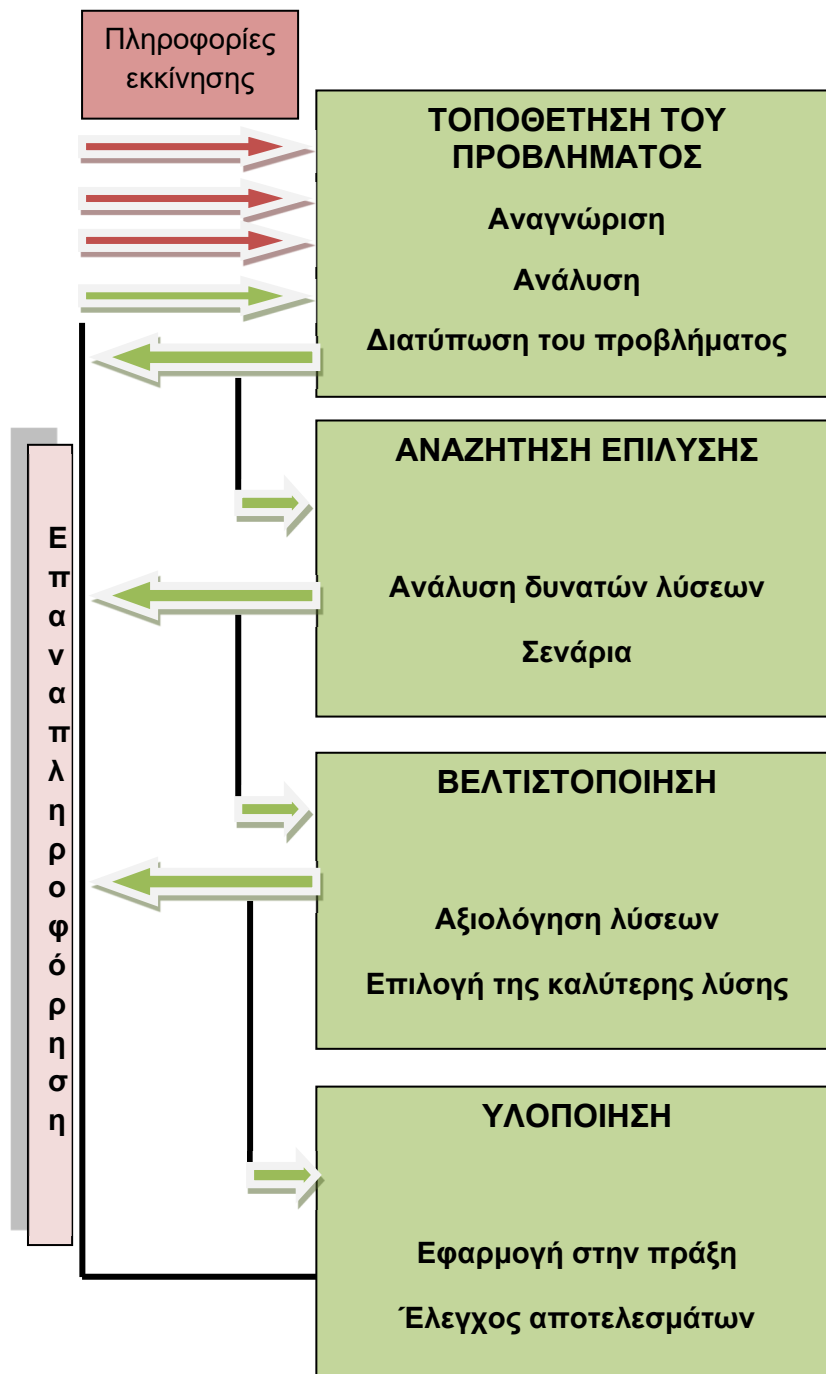 Πληροφορίες
εκκίνησης
ΤΟΠΟΘΕΤΗΣΗ ΤΟΥ
ΠΡΟΒΛΗΜΑΤΟΣ
Αναγνώριση
Ανάλυση
Διατύπωση του προβλήματος
ΑΝΑΖΗΤΗΣΗ ΕΠΙΛΥΣΗΣ
Ανάλυση δυνατών λύσεων
Σενάρια
Επαναπληροφόρηση
ΒΕΛΤΙΣΤΟΠΟΙΗΣΗ
Αξιολόγηση λύσεων
Επιλογή της καλύτερης λύσης
ΥΛΟΠΟΙΗΣΗ
Εφαρμογή στην πράξη
Έλεγχος αποτελεσμάτων